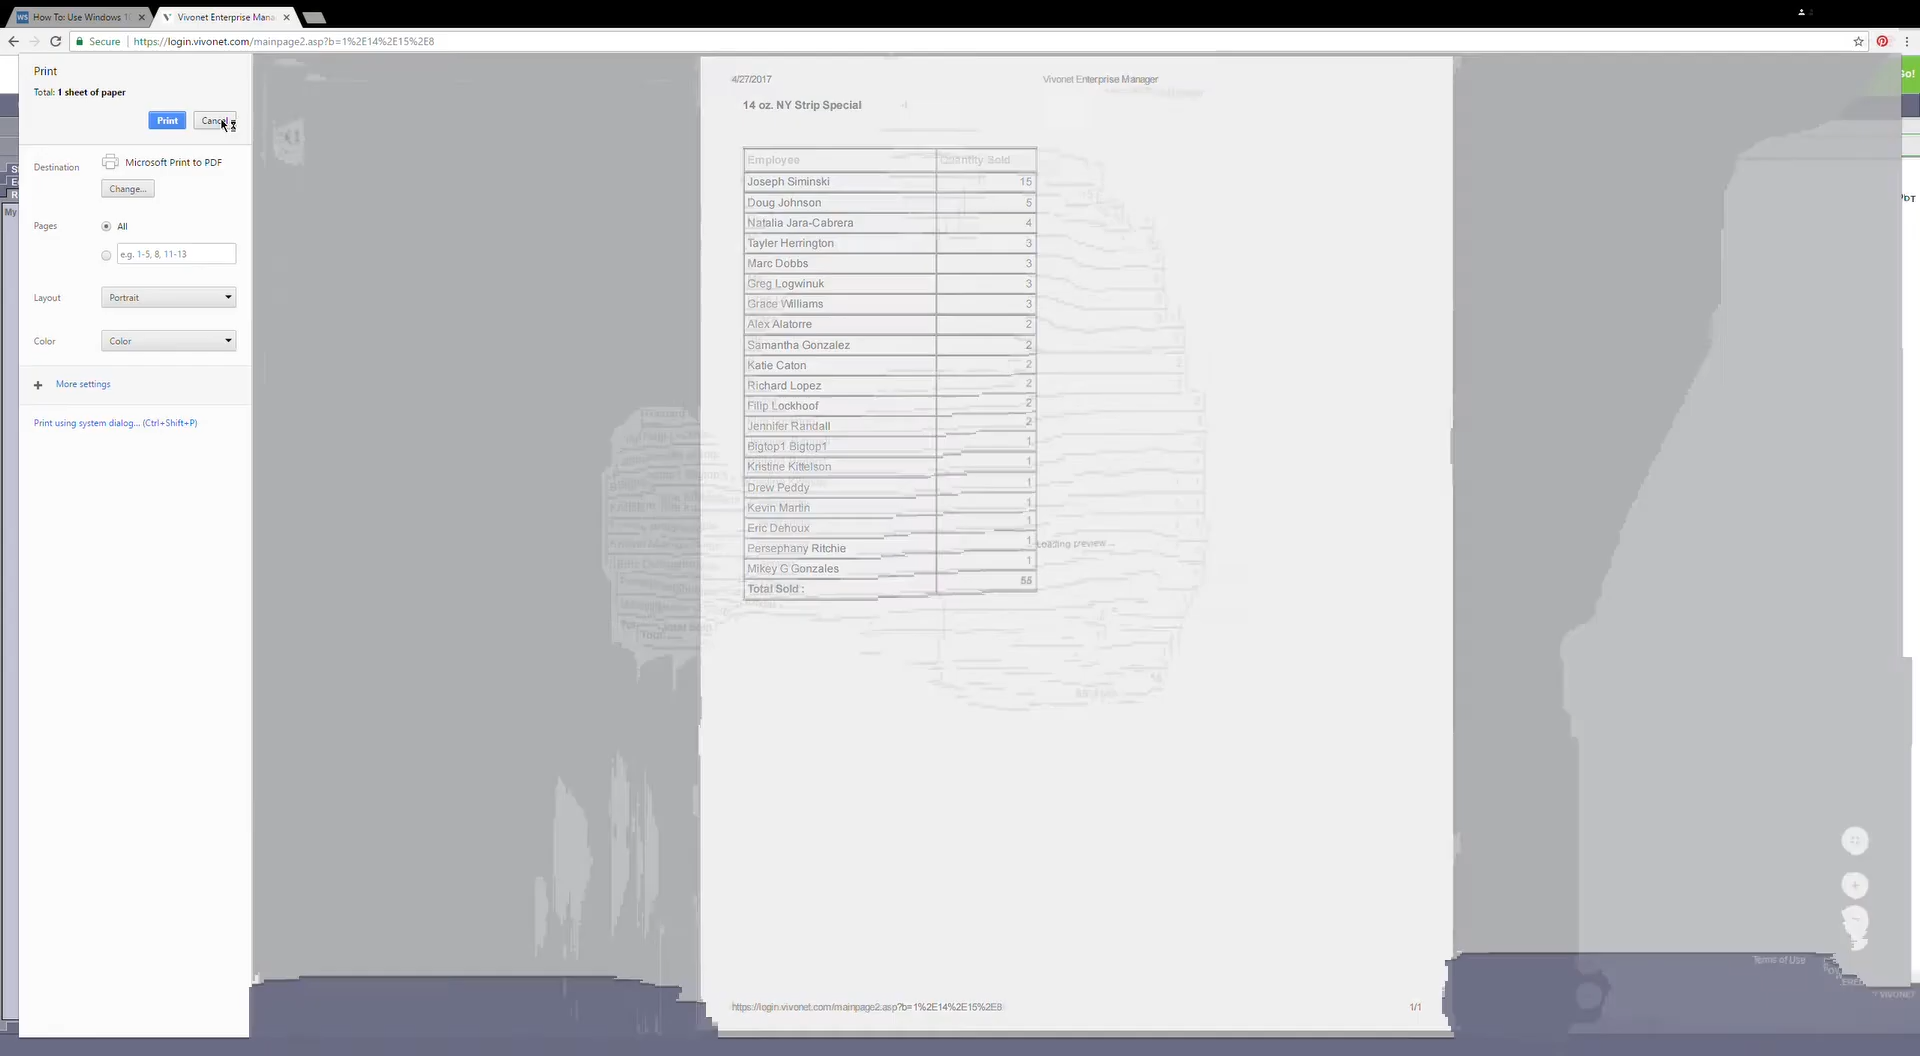 How To: Use Windows 1
Vivonet Enterprise Mana
Secure https://login.vivonet.com/mainpage2.asp?b=1%2E14%2E15%2E8
Print
Total: 1 sheet of paper
Print
Cancel
Destination
Microsoft Print to PDF
Change...
Pages
All
e.g. 1-5, 8, 11-13
Layout
Portrait
Color
Color
More settings
Print using system dialog... (Ctrl+Shift+P)
My
4/27/2017
Vivonet Enterprise Manager
14 oz. NY Strip Special
Employee Quantity Sold
Joseph Siminski 15
Doug Johnson 5
Natalia Jara-Cabrera 4
Tayler Herrington 3
Marc Dobbs 3
Greg Logwinuk 3
Grace Williams 3
Alex Alatorre 2
Samantha Gonzalez 2
Katie Caton 2
Richard Lopez 2
Filip Lockhoof 2
Jennifer Randall 2
Bigtop1 Bigtop1 1
Kristine Kittelson 1
Drew Peddy 1
Kevin Martin 1
Eric Dehoux 1
Persephany Ritchie 1
Mikey G Gonzales 1
Total Sold : 55
Loading preview...
https://login.vivonet.com/mainpage2.asp?b=1%2E14%2E15%2E8
1/1
Terms of Use
VIVONET